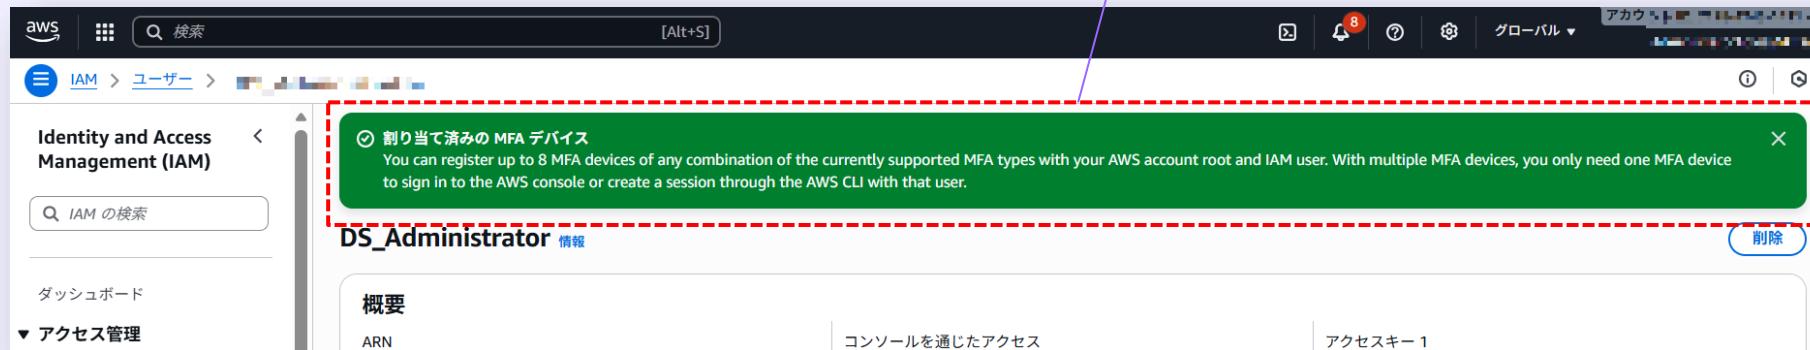 aws
検索
[Alt+S]
8
グローバル ▼
アカウ
IAM > ユーザー >
Identity and Access
Management (IAM)
IAM の検索
ダッシュボード
▼ アクセス管理
割り当て済みの MFA デバイス
You can register up to 8 MFA devices of any combination of the currently supported MFA types with your AWS account root and IAM user. With multiple MFA devices, you only need one MFA device
to sign in to the AWS console or create a session through the AWS CLI with that user.
DS_Administrator 情報
削除
概要
ARN
コンソールを通じたアクセス
アクセスキー 1